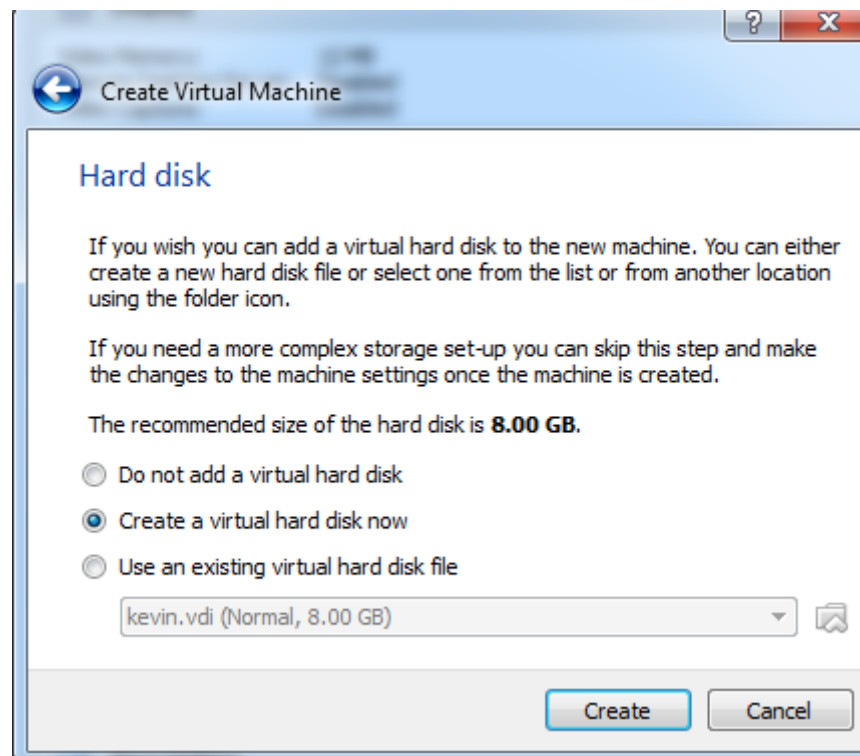 Create Virtual Machine
Hard disk
If you wish you can add a virtual hard disk to the new machine. You can either
create a new hard disk file or select one from the list or from another location
using the folder icon.
If you need a more complex storage set-up you can skip this step and make
the changes to the machine settings once the machine is created.
The recommended size of the hard disk is 8.00 GB.
Do not add a virtual hard disk
Create a virtual hard disk now
Use an existing virtual hard disk file
kevin.vdi (Normal, 8.00 GB)
Create Cancel